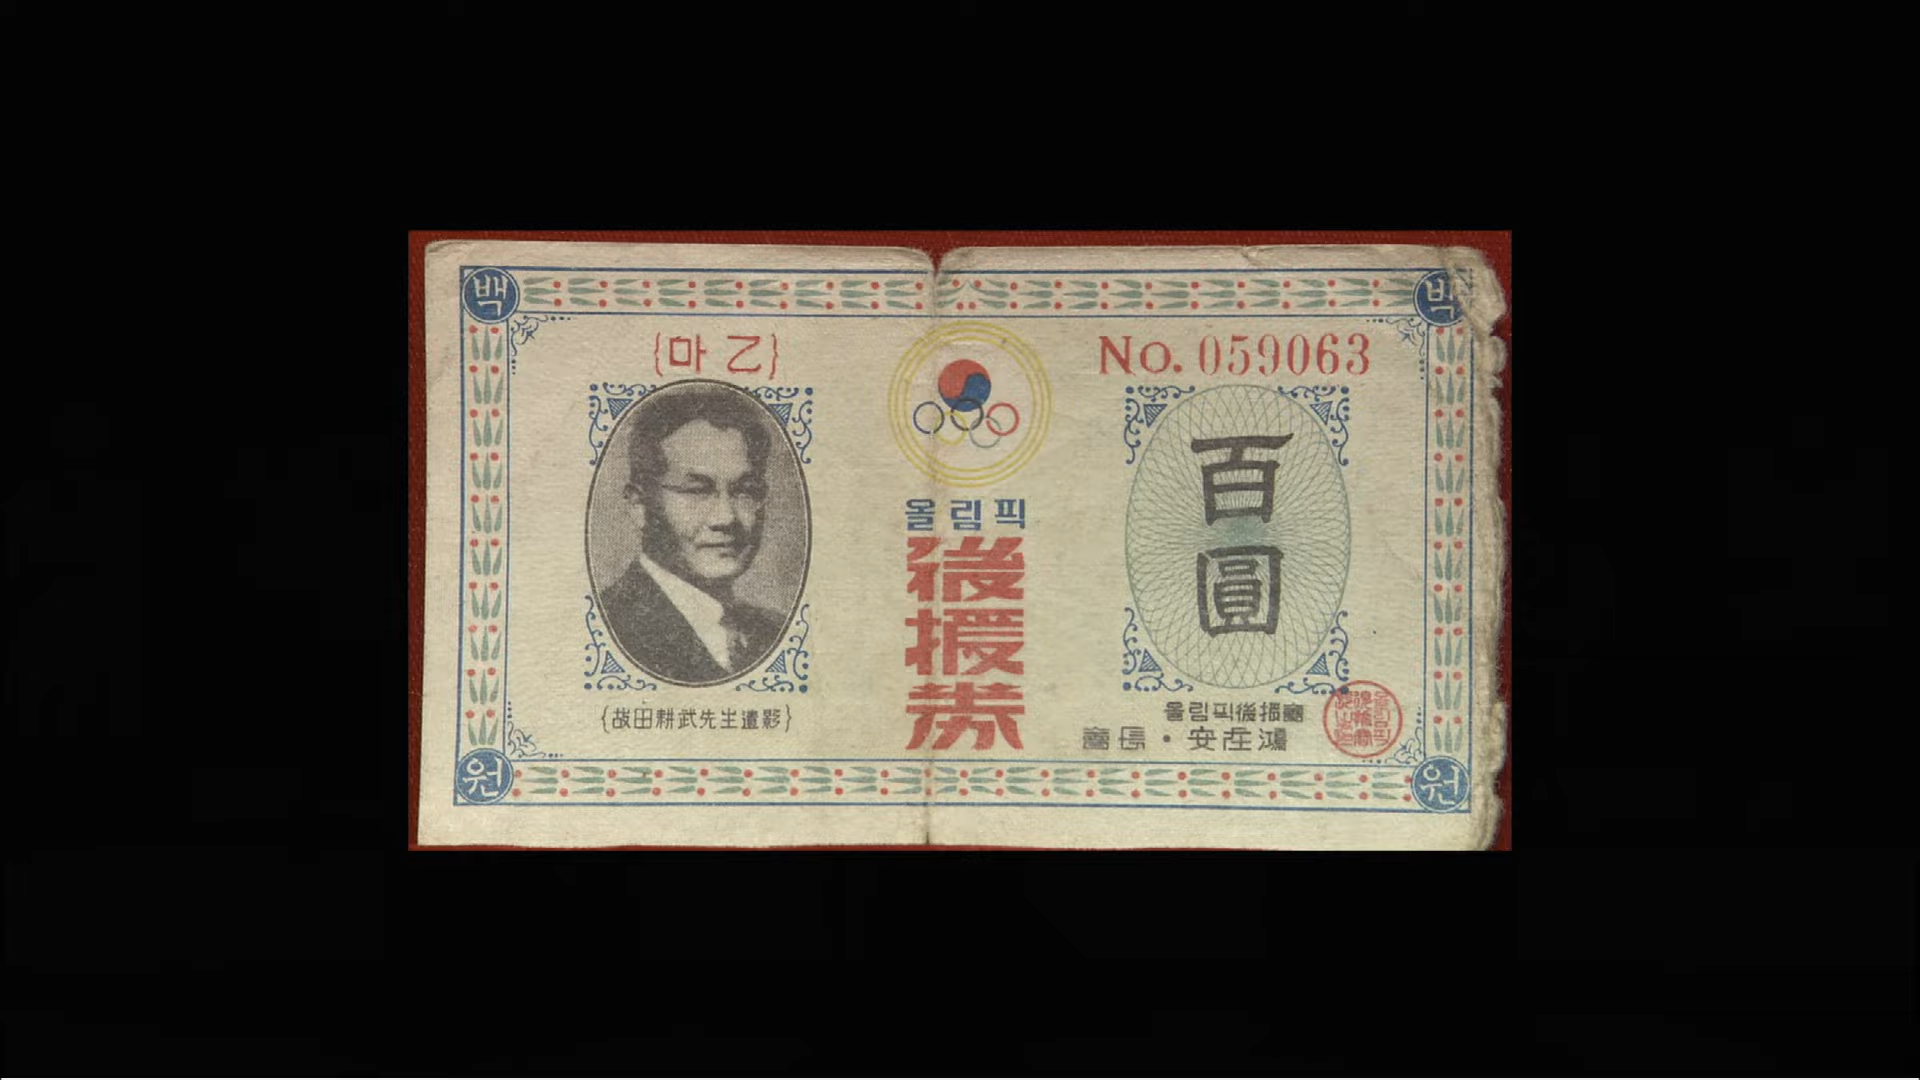 백
백
{마 乙}
No. 059063
百
圓
올림픽
後
援
券
{故田耕武先生遺影}
올림픽後援會
會長・安在鴻
원
원